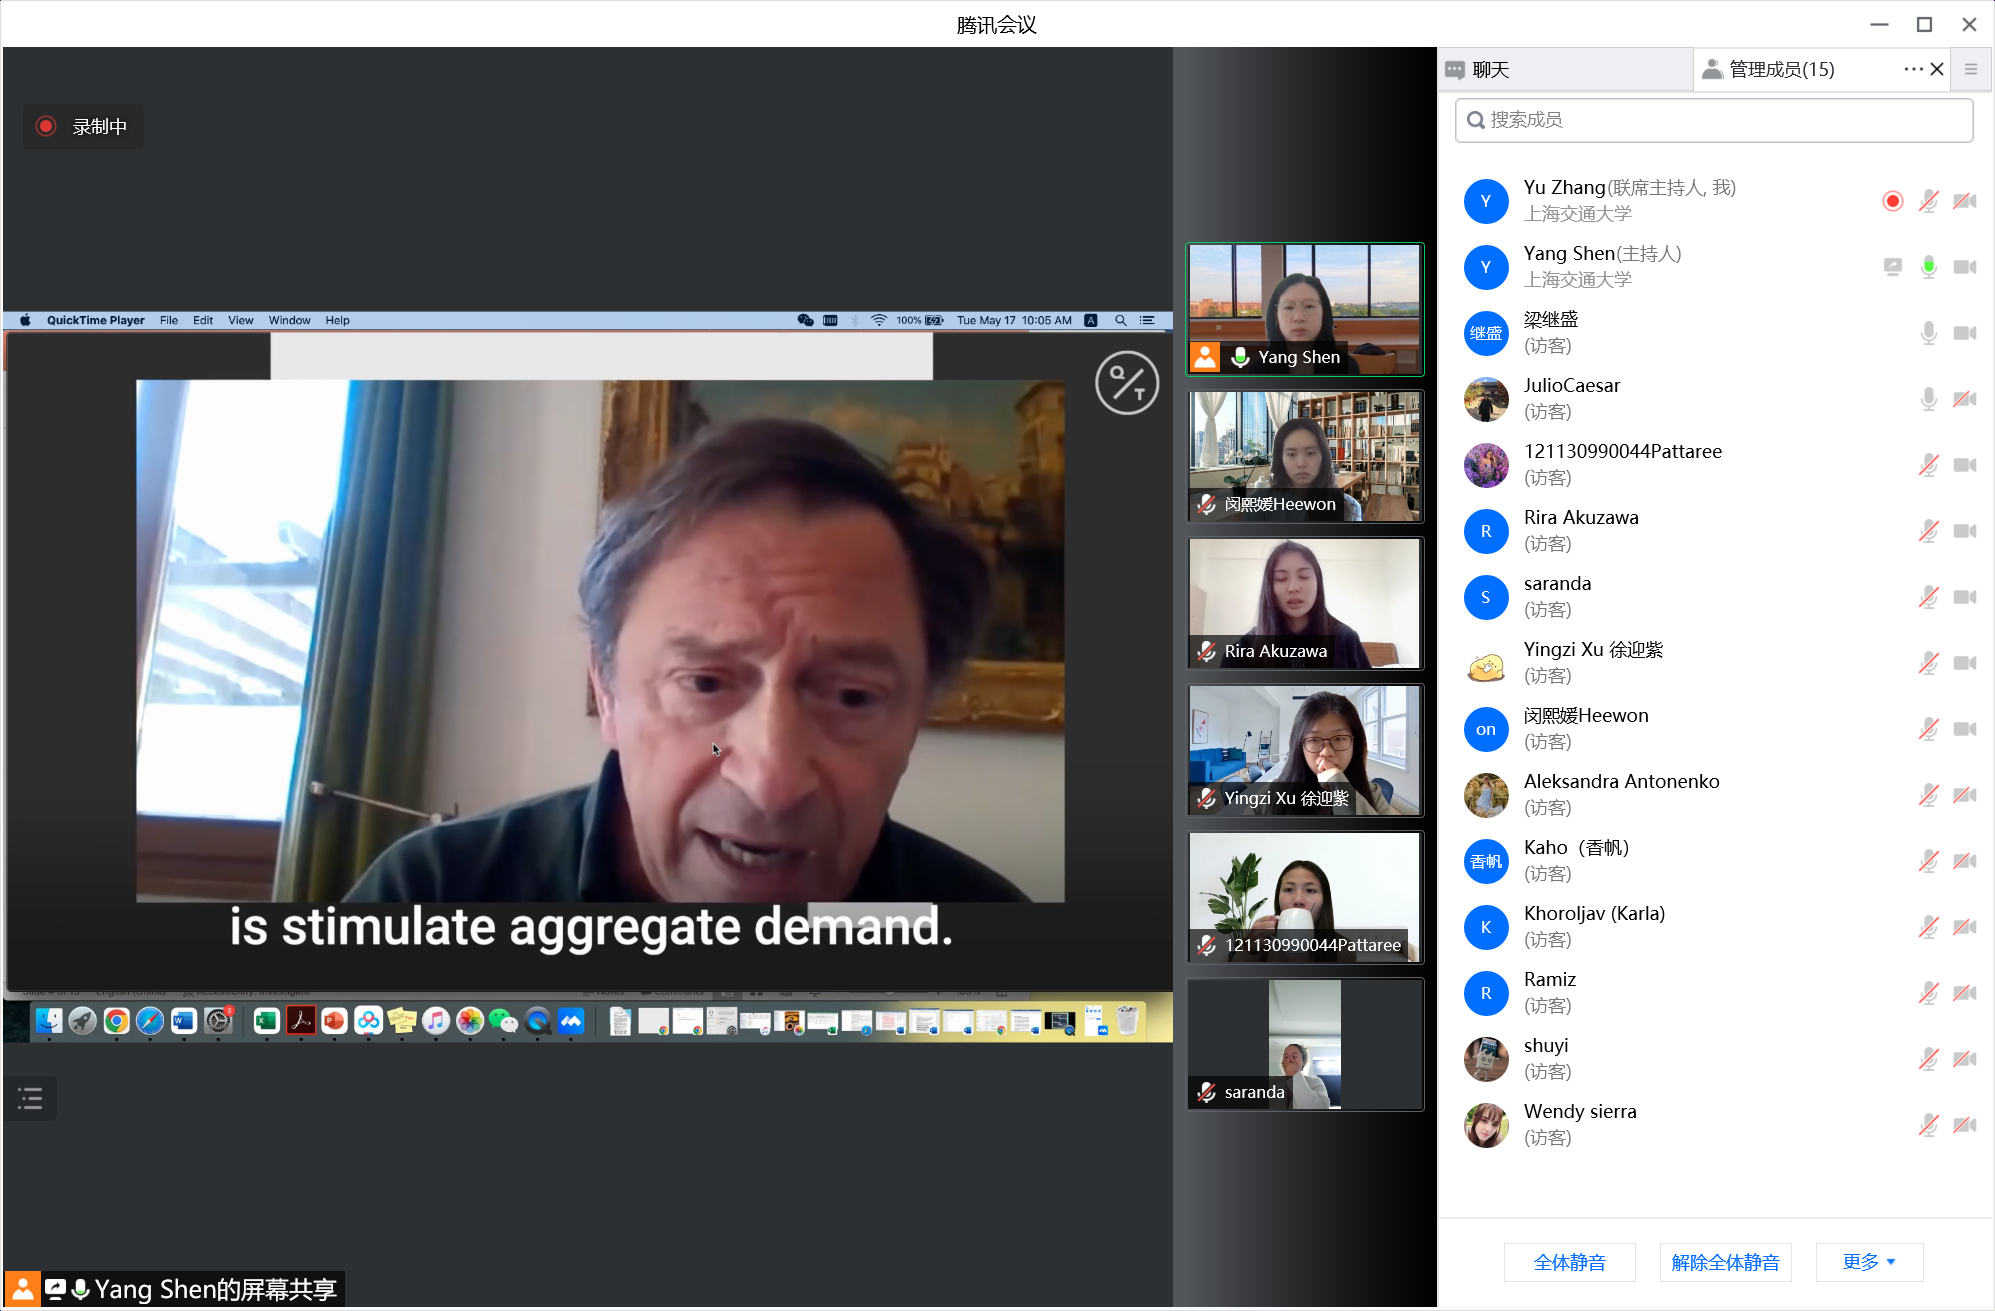 腾讯会议
录制中
QuickTime Player File Edit View Window Help
100% Tue May 17 10:05 AM A
Q/T
is stimulate aggregate demand.
Yang Shen的屏幕共享
Yang Shen
闵熙媛Heewon
Rira Akuzawa
Yingzi Xu 徐迎紫
121130990044Pattaree
saranda
聊天
管理成员(15)
搜索成员
Y
Yu Zhang(联席主持人, 我)
上海交通大学
Y
Yang Shen(主持人)
上海交通大学
继盛
梁继盛
(访客)
JulioCaesar
(访客)
121130990044Pattaree
(访客)
R
Rira Akuzawa
(访客)
S
saranda
(访客)
Yingzi Xu 徐迎紫
(访客)
on
闵熙媛Heewon
(访客)
Aleksandra Antonenko
(访客)
香帆
Kaho（香帆）
(访客)
K
Khoroljav (Karla)
(访客)
R
Ramiz
(访客)
shuyi
(访客)
Wendy sierra
(访客)
全体静音
解除全体静音
更多